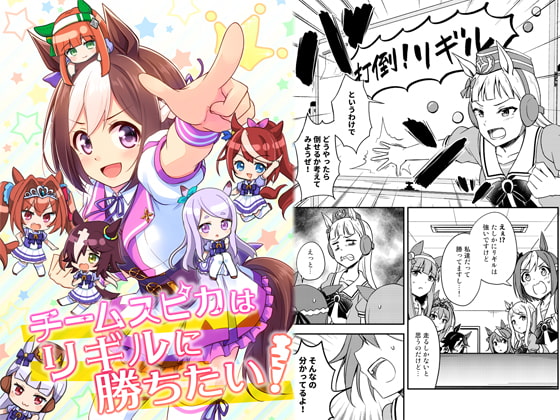 チームスピカは
リギルに
勝ちたい!
打倒!リギル
というわけで
どうやったら
倒せるか考えて
みようぜ!
えぇ!?
たしかにリギルは
強いですけど
私達だって
勝ってますし…!
えっと…
走るしかないと
思うのだけど…
そんなの
分かってるよ!